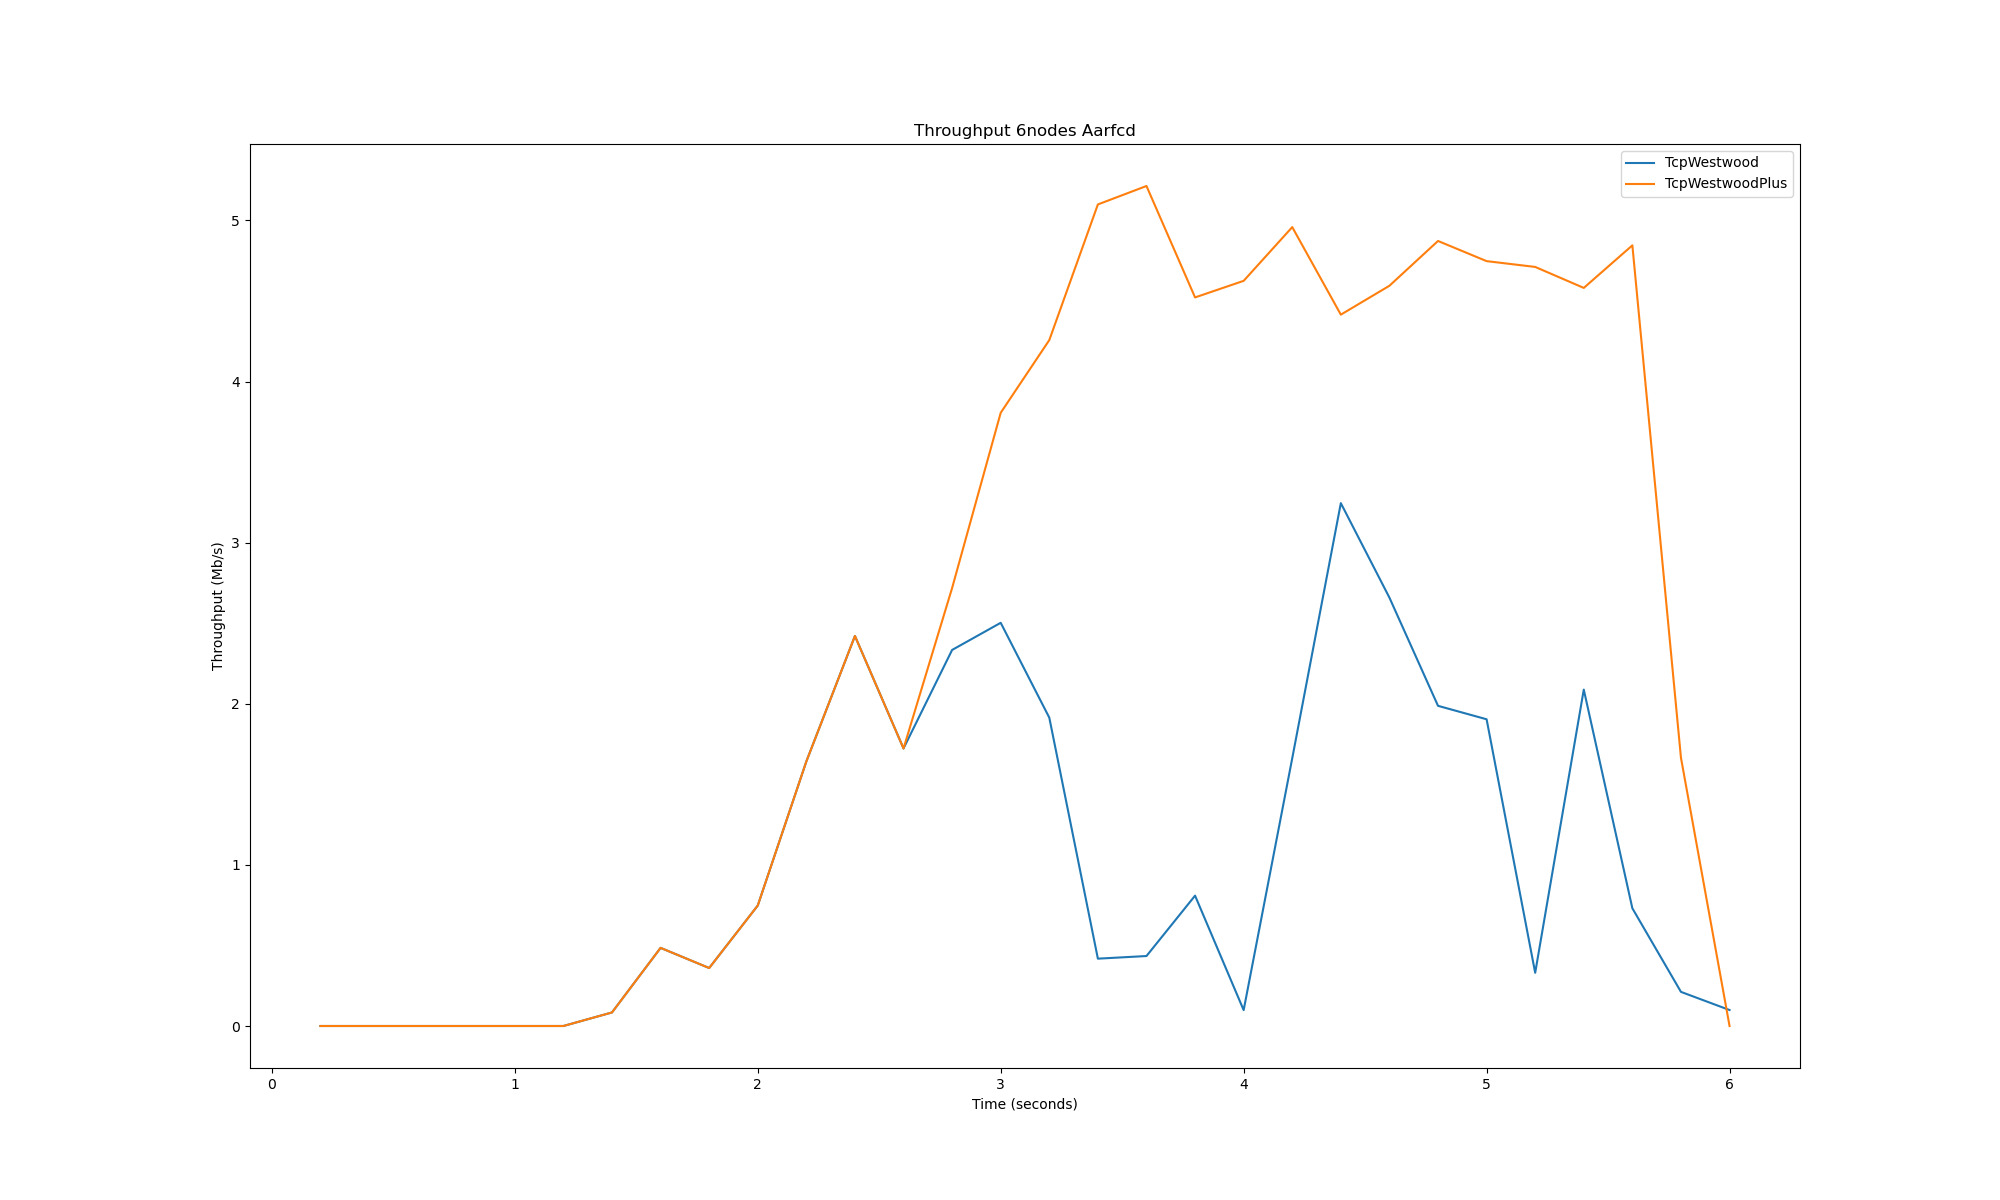 Throughput 6nodes Aarfcd
TcpWestwood
TcpWestwoodPlus
Throughput (Mb/s)
5
4
3
2
1
0
0 1 2 3 4 5 6
Time (seconds)